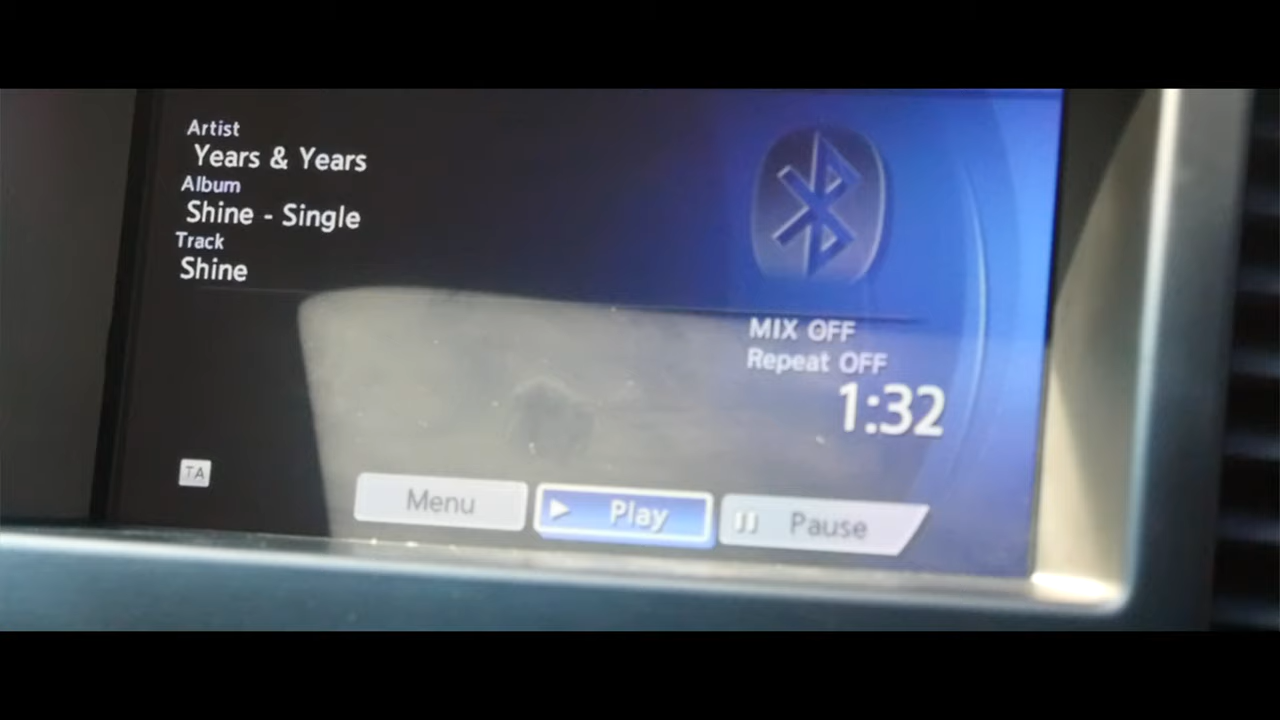 Artist
Years & Years
Album
Shine - Single
Track
Shine
MIX OFF
Repeat OFF
1:32
TA
Menu
Play
Pause